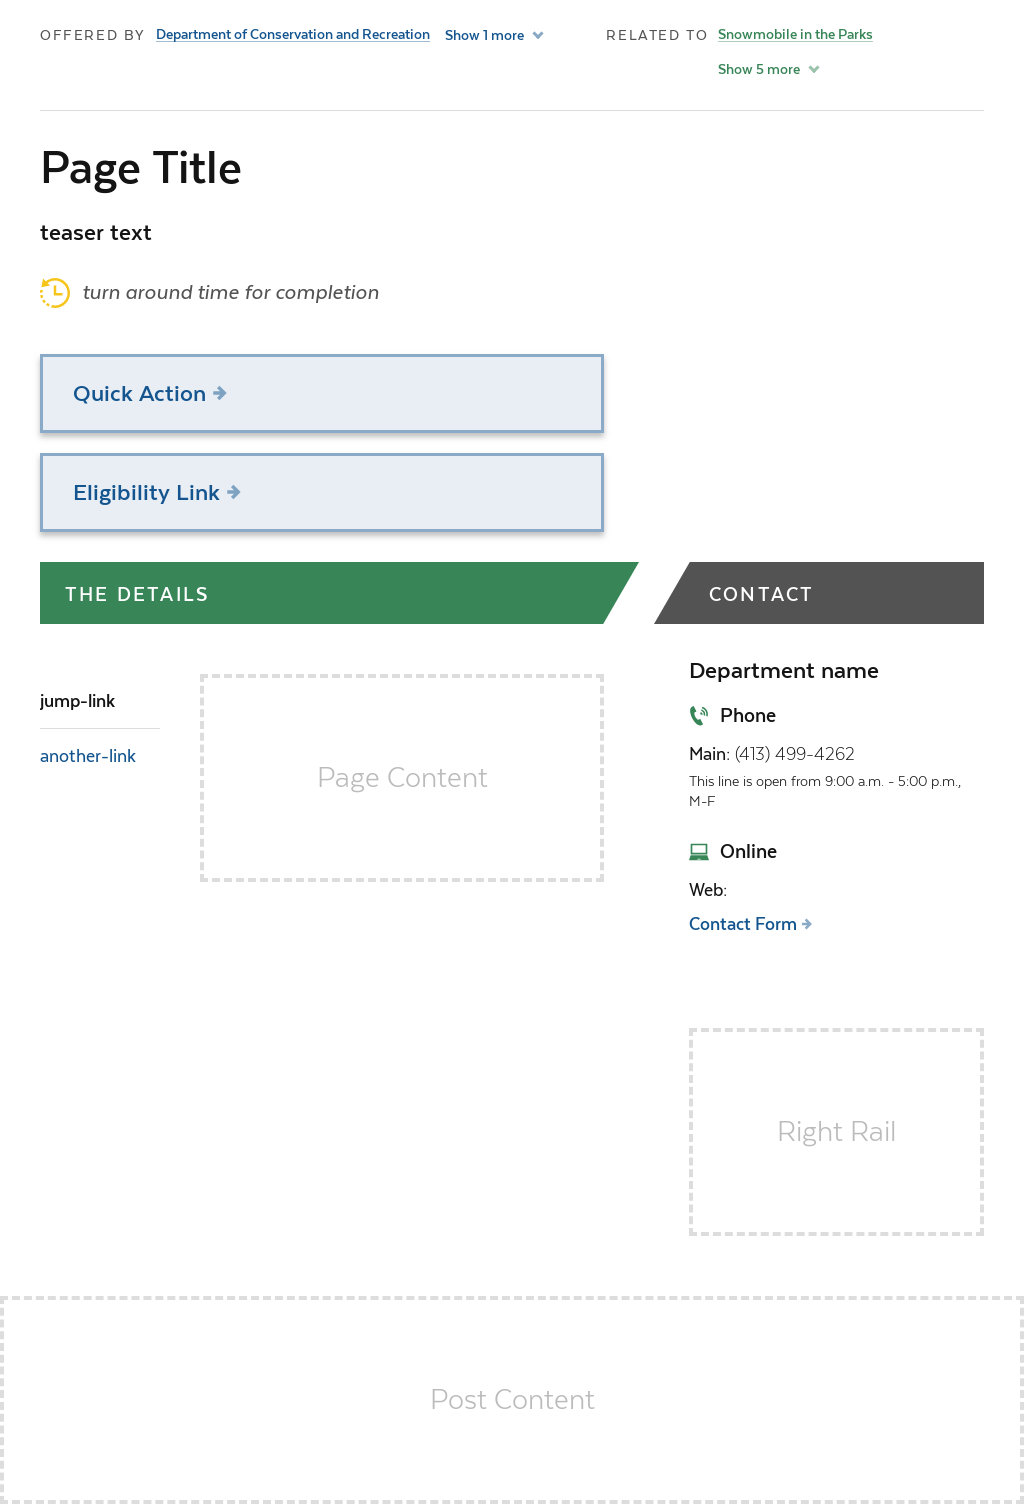 OFFERED BY Department of Conservation and Recreation Show 1 more
RELATED TO Snowmobile in the Parks
Show 5 more
Page Title
teaser text
turn around time for completion
Quick Action
Eligibility Link
THE DETAILS
jump-link
another-link
Page Content
CONTACT
Department name
Phone
Main: (413) 499-4262
This line is open from 9:00 a.m. - 5:00 p.m.,
M-F
Online
Web:
Contact Form
Right Rail
Post Content